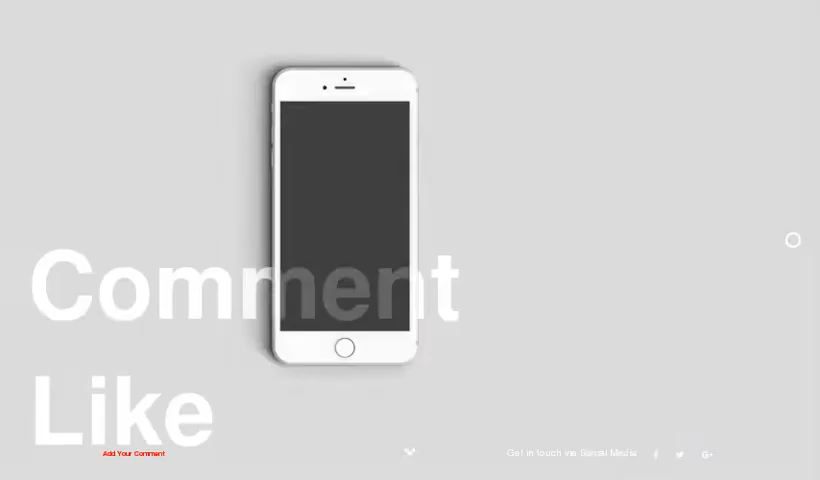 Comment
Like
Add Your Comment
Get in touch via Social Media
G+